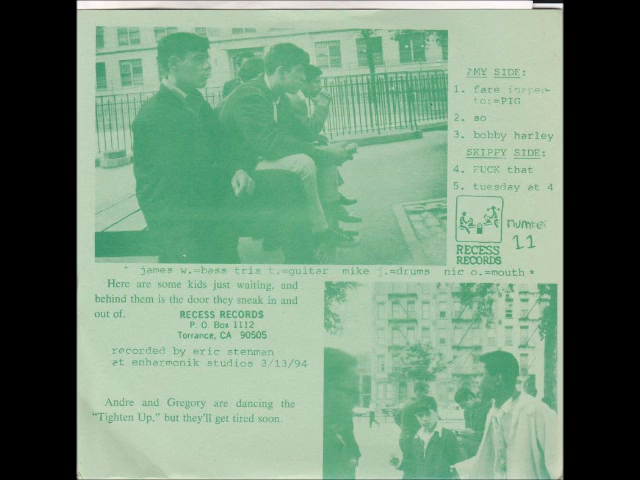 MMY SIDE:
1. fare inspec-
tor=PIG
2. so
3. bobby harley
SKIPPY SIDE:
4. FUCK that
5. tuesday at 4
RECESS
RECORDS
number
11
* james w.=bass tris t.=guitar mike j.=drums nic o.=mouth *
Here are some kids just waiting, and
behind them is the door they sneak in and
out of.
RECESS RECORDS
P. O. Box 1112
Torrance, CA 90505
recorded by eric stenman
at enharmonik studios 3/13/94
Andre and Gregory are dancing the
"Tighten Up," but they'll get tired soon.